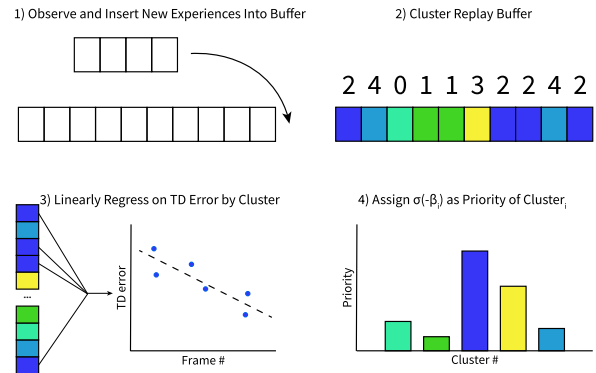 1) Observe and Insert New Experiences Into Buffer
2) Cluster Replay Buffer
2 4 0 1 1 3 2 2 4 2
3) Linearly Regress on TD Error by Cluster
...
TD error
Frame #
4) Assign σ(-βᵢ) as Priority of Clusterᵢ
Priority
Cluster #